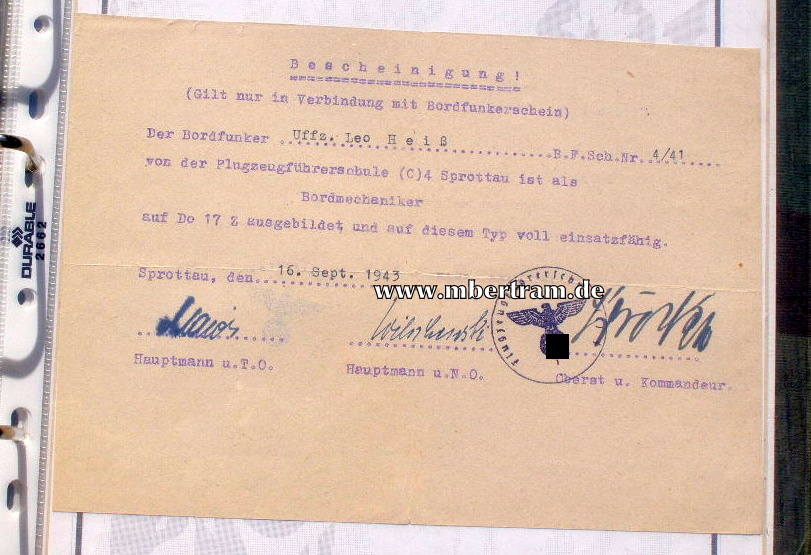 Bescheinigung!
(Gilt nur in Verbindung mit Bordfunkerschein)
Der Bordfunker ..Uffz. Leo Heiß..................B.F.Sch.Nr. 4/41.....
von der Flugzeugführerschule (C)4 Sprottau ist als
Bordmechaniker
auf Do 17 Z ausgebildet und auf diesem Typ voll einsatzfähig.
Sprottau, den...16. Sept. 1943
www.mbertram.de
Hauptmann u.T.O.
Hauptmann u.N.O.
Oberst u. Kommandeur.
DURABLE
2662